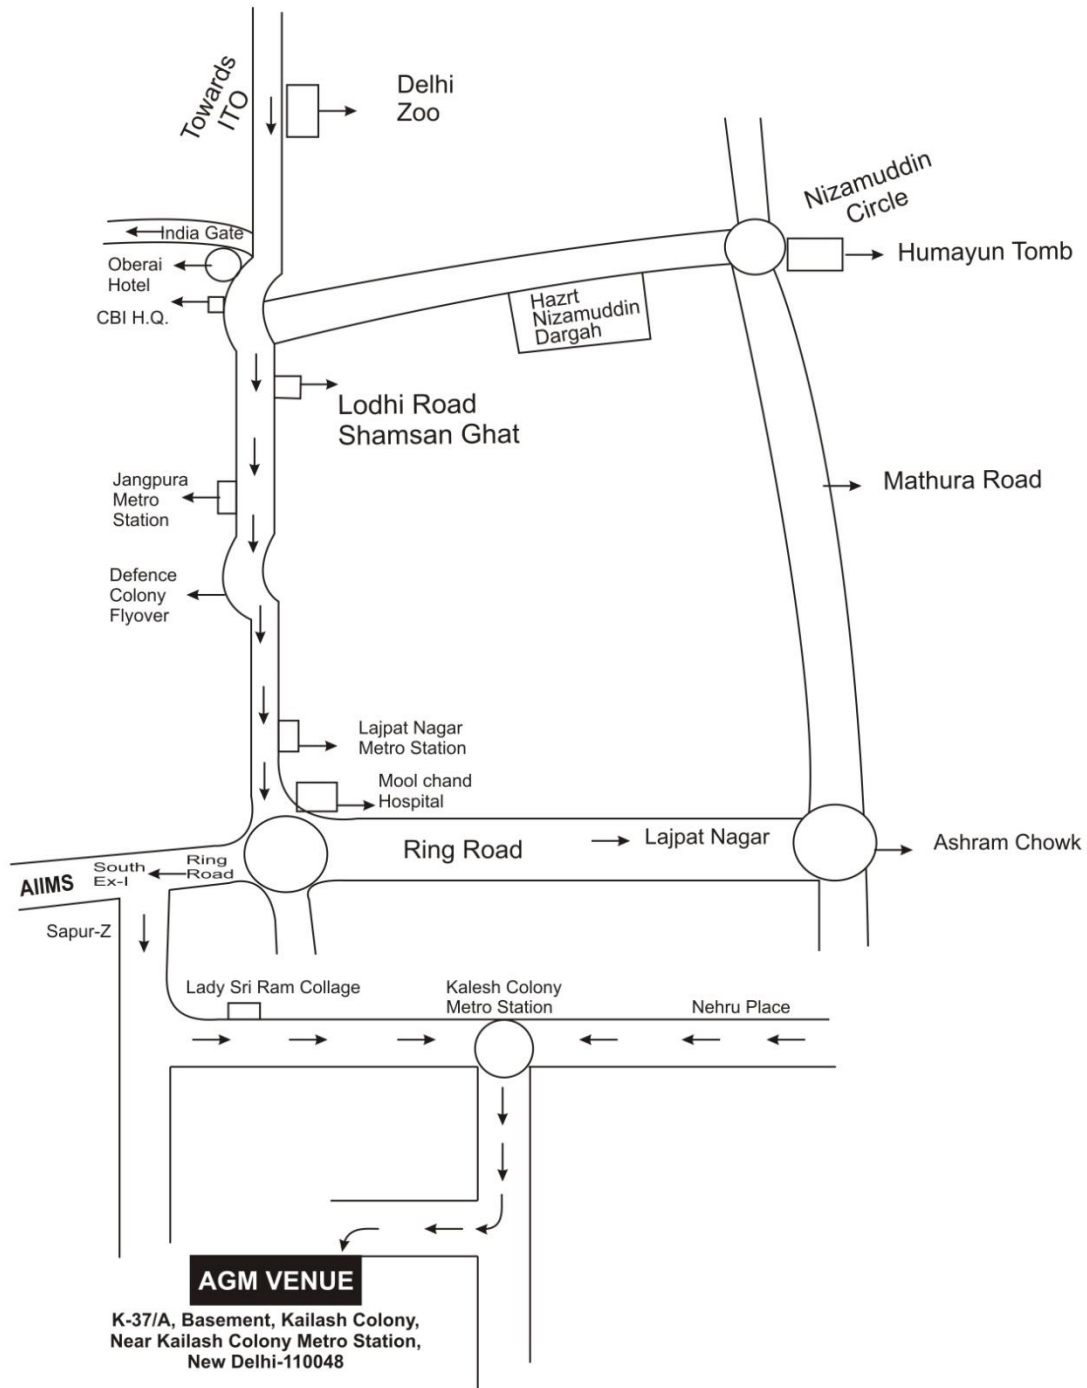 Towards
ITO
Delhi
Zoo
Nizamuddin
Circle
India Gate
Humayun Tomb
Oberai
Hotel
CBI H.Q.
Hazrt
Nizamuddin
Dargah
Lodhi Road
Shamsan Ghat
Jangpura
Metro
Station
Mathura Road
Defence
Colony
Flyover
Lajpat Nagar
Metro Station
Mool chand
Hospital
Ring Road
Lajpat Nagar
Ashram Chowk
AIIMS
South
Ex-I
Ring
Road
Sapur-Z
Lady Sri Ram Collage
Kalesh Colony
Metro Station
Nehru Place
AGM VENUE
K-37/A, Basement, Kailash Colony,
Near Kailash Colony Metro Station,
New Delhi-110048